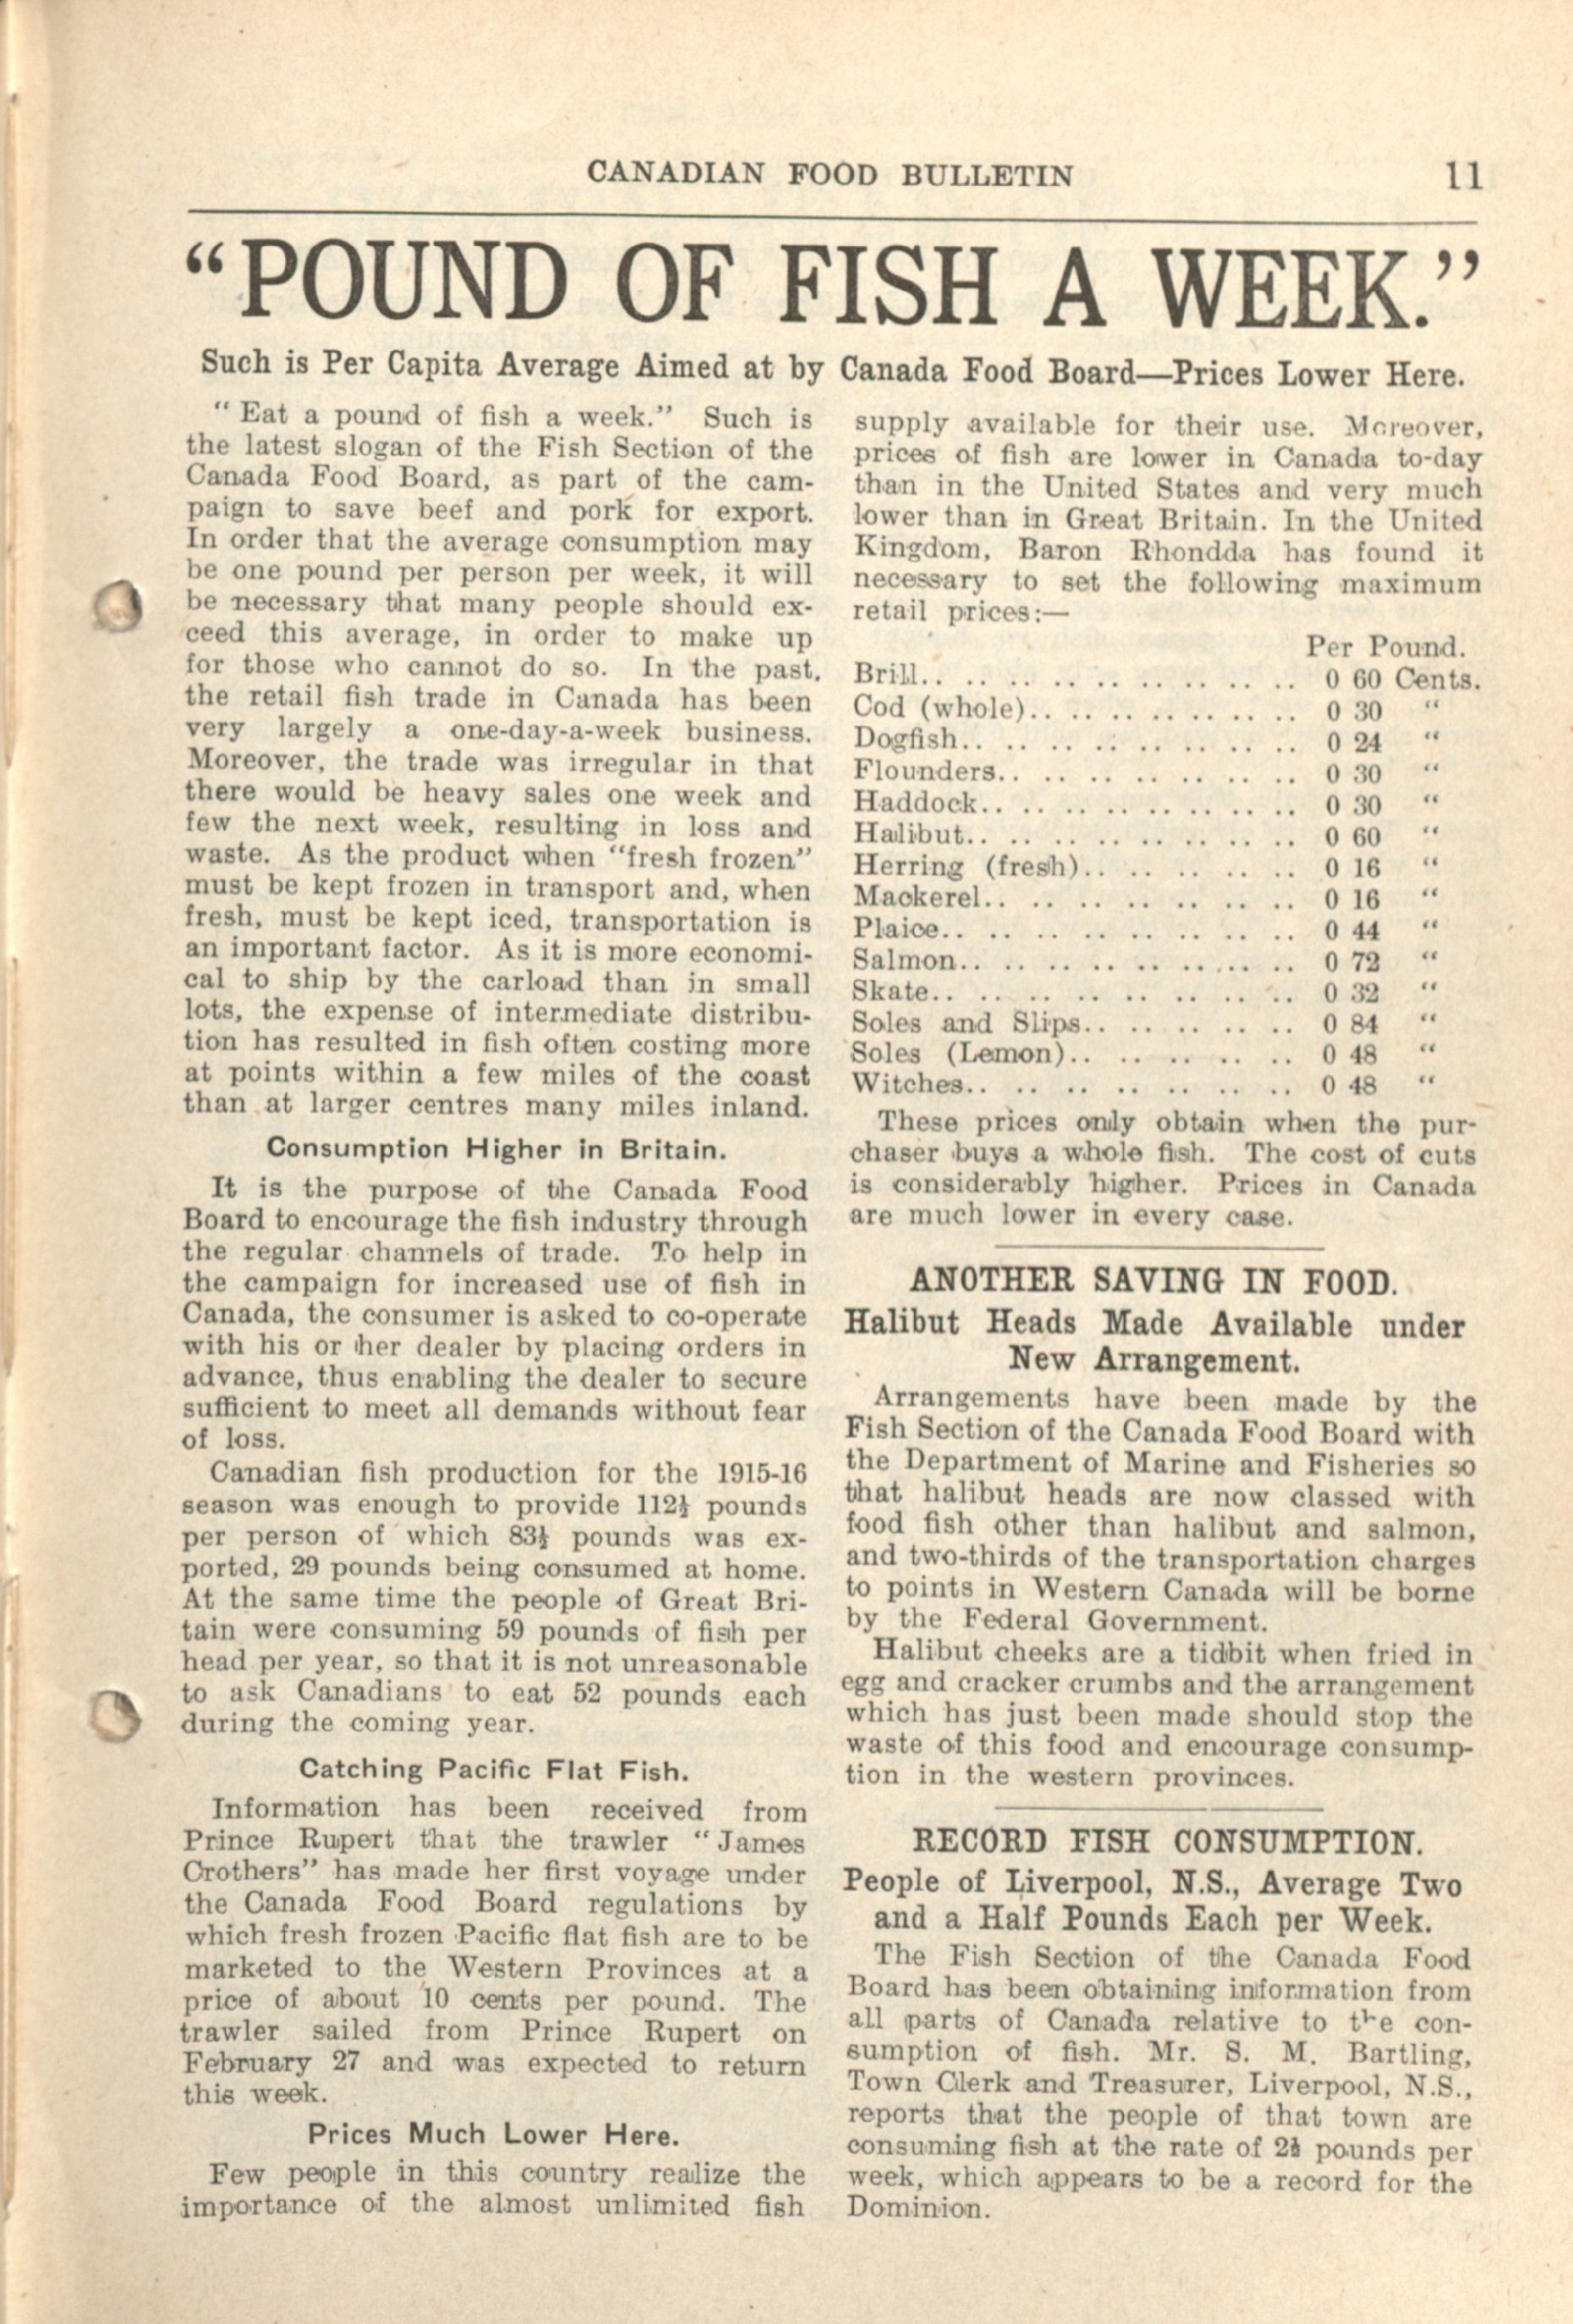 CANADIAN FOOD BULLETIN 11
“POUND OF FISH A WEEK.”
Such is Per Capita Average Aimed at by Canada Food Board—Prices Lower Here.
“Eat a pound of fish a week.” Such is
the latest slogan of the Fish Section of the
Canada Food Board, as part of the cam-
paign to save beef and pork for export.
In order that the average consumption may
be one pound per person per week, it will
be necessary that many people should ex-
ceed this average, in order to make up
for those who cannot do so. In the past,
the retail fish trade in Canada has been
very largely a one-day-a-week business.
Moreover, the trade was irregular in that
there would be heavy sales one week and
few the next week, resulting in loss and
waste. As the product when “fresh frozen”
must be kept frozen in transport and, when
fresh, must be kept iced, transportation is
an important factor. As it is more economi-
cal to ship by the carload than in small
lots, the expense of intermediate distribu-
tion has resulted in fish often costing more
at points within a few miles of the coast
than at larger centres many miles inland.
Consumption Higher in Britain.
It is the purpose of the Canada Food
Board to encourage the fish industry through
the regular channels of trade. To help in
the campaign for increased use of fish in
Canada, the consumer is asked to co-operate
with his or her dealer by placing orders in
advance, thus enabling the dealer to secure
sufficient to meet all demands without fear
of loss.
Canadian fish production for the 1915-16
season was enough to provide 112½ pounds
per person of which 83½ pounds was ex-
ported, 29 pounds being consumed at home.
At the same time the people of Great Bri-
tain were consuming 59 pounds of fish per
head per year, so that it is not unreasonable
to ask Canadians to eat 52 pounds each
during the coming year.
Catching Pacific Flat Fish.
Information has been received from
Prince Rupert that the trawler “James
Crothers” has made her first voyage under
the Canada Food Board regulations by
which fresh frozen Pacific flat fish are to be
marketed to the Western Provinces at a
price of about 10 cents per pound. The
trawler sailed from Prince Rupert on
February 27 and was expected to return
this week.
Prices Much Lower Here.
Few people in this country realize the
importance of the almost unlimited fish
supply available for their use. Moreover,
prices of fish are lower in Canada to-day
than in the United States and very much
lower than in Great Britain. In the United
Kingdom, Baron Rhondda has found it
necessary to set the following maximum
retail prices:—
Per Pound.
Brill.. .. .. .. .. .. .. .. .. 0 60 Cents.
Cod (whole).. .. .. .. .. .. .. 0 30 “
Dogfish.. .. .. .. .. .. .. .. 0 24 “
Flounders.. .. .. .. .. .. .. 0 30 “
Haddock.. .. .. .. .. .. .. .. 0 30 “
Halibut.. .. .. .. .. .. .. .. 0 60 “
Herring (fresh).. .. .. .. .. 0 16 “
Mackerel.. .. .. .. .. .. .. .. 0 16 “
Plaice.. .. .. .. .. .. .. .. 0 44 “
Salmon.. .. .. .. .. .. .. .. 0 72 “
Skate.. .. .. .. .. .. .. .. .. 0 32 “
Soles and Slips.. .. .. .. .. 0 84 “
Soles (Lemon).. .. .. .. .. .. 0 48 “
Witches.. .. .. .. .. .. .. .. 0 48 “
These prices only obtain when the pur-
chaser buys a whole fish. The cost of cuts
is considerably higher. Prices in Canada
are much lower in every case.
ANOTHER SAVING IN FOOD.
Halibut Heads Made Available under
New Arrangement.
Arrangements have been made by the
Fish Section of the Canada Food Board with
the Department of Marine and Fisheries so
that halibut heads are now classed with
food fish other than halibut and salmon,
and two-thirds of the transportation charges
to points in Western Canada will be borne
by the Federal Government.
Halibut cheeks are a tidbit when fried in
egg and cracker crumbs and the arrangement
which has just been made should stop the
waste of this food and encourage consump-
tion in the western provinces.
RECORD FISH CONSUMPTION.
People of Liverpool, N.S., Average Two
and a Half Pounds Each per Week.
The Fish Section of the Canada Food
Board has been obtaining information from
all parts of Canada relative to the con-
sumption of fish. Mr. S. M. Bartling,
Town Clerk and Treasurer, Liverpool, N.S.,
reports that the people of that town are
consuming fish at the rate of 2½ pounds per
week, which appears to be a record for the
Dominion.